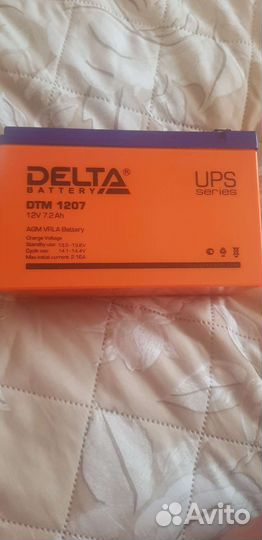 DELTA®
BATTERY
UPS
series
DTM 1207
12V 7.2Ah
AGM VRLA Battery
Charge Voltage
Standby use: 13.5-13.8V
Cycle use: 14.1-14.4V
Max initial current: 2.16A
Avito